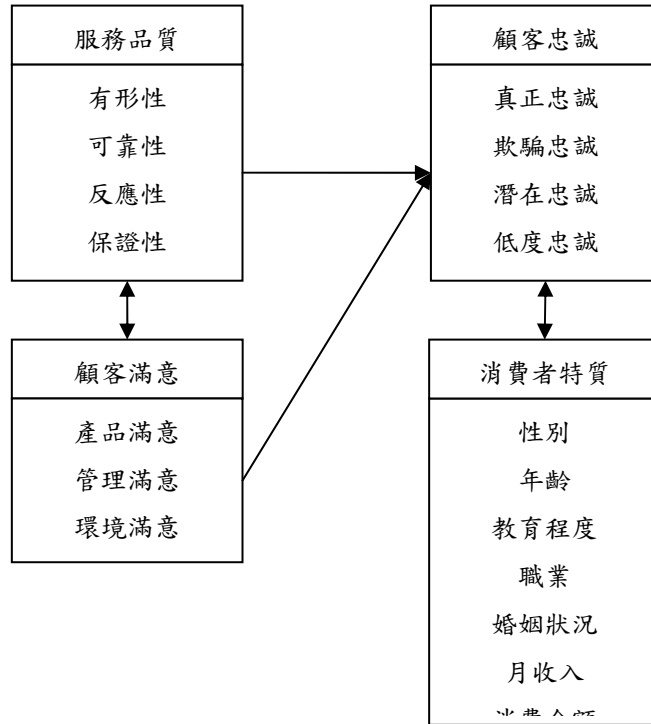 服務品質
有形性
可靠性
反應性
保證性
顧客滿意
產品滿意
管理滿意
環境滿意
顧客忠誠
真正忠誠
欺騙忠誠
潛在忠誠
低度忠誠
消費者特質
性別
年齡
教育程度
職業
婚姻狀況
月收入